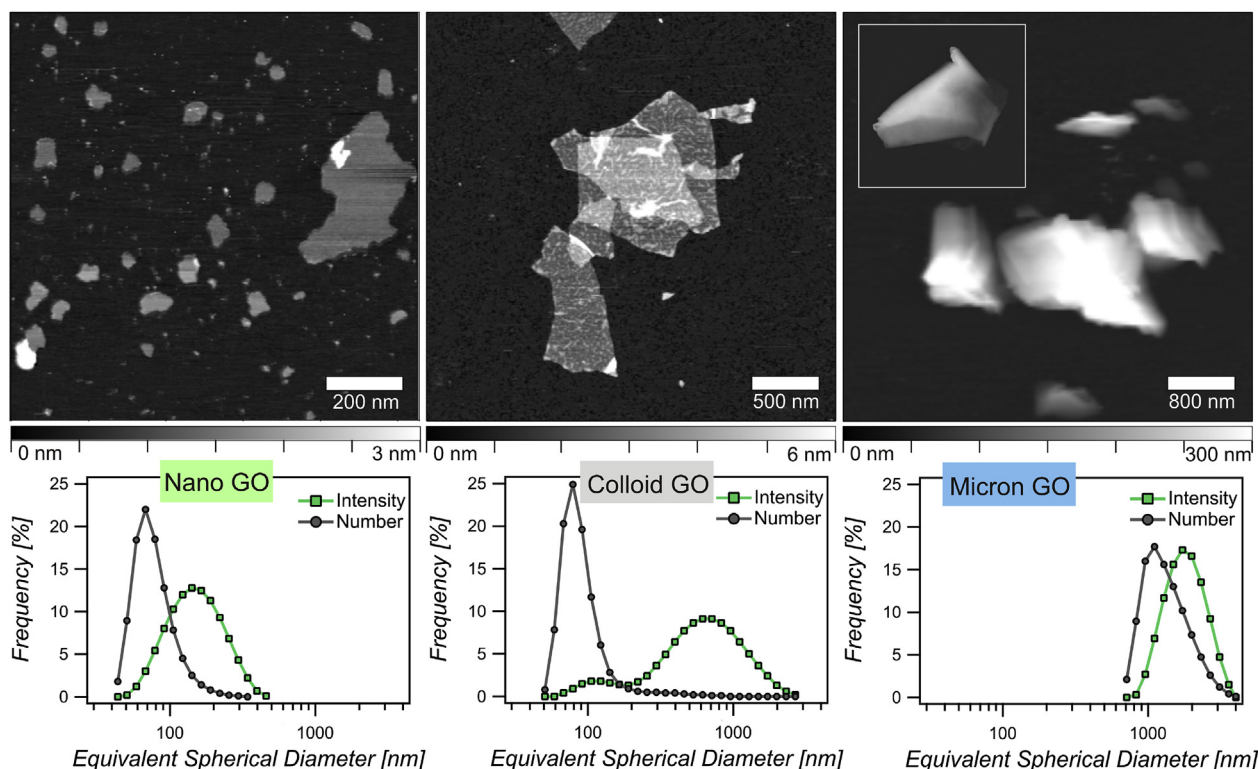 200 nm
500 nm
800 nm
0 nm 3 nm
0 nm 6 nm
0 nm 300 nm
Nano GO
Colloid GO
Micron GO
Frequency [%]
25
20
15
10
5
0
Intensity
Number
100 1000
Equivalent Spherical Diameter [nm]
Frequency [%]
25
20
15
10
5
0
Intensity
Number
100 1000
Equivalent Spherical Diameter [nm]
Frequency [%]
25
20
15
10
5
0
Intensity
Number
100 1000
Equivalent Spherical Diameter [nm]